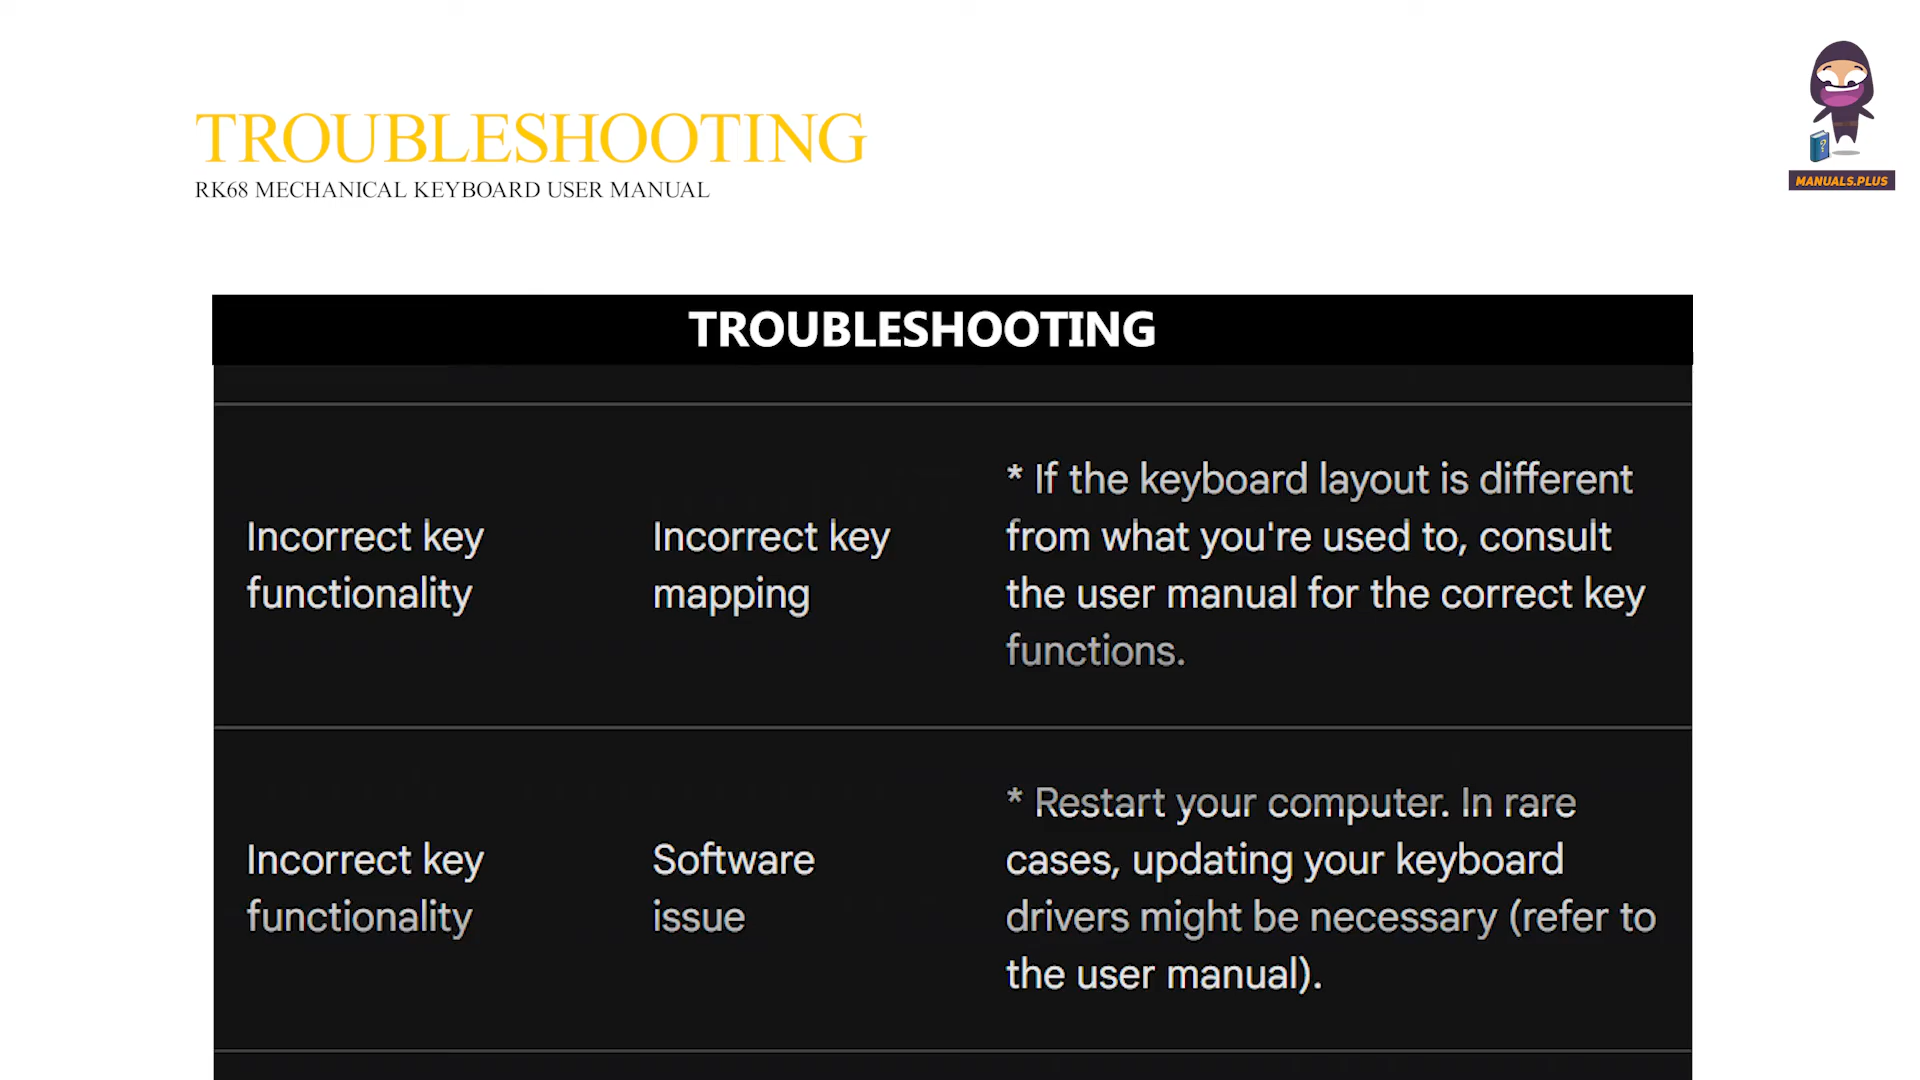 TROUBLESHOOTING
RK68 MECHANICAL KEYBOARD USER MANUAL
?
MANUALS.PLUS
TROUBLESHOOTING
Incorrect key
functionality
Incorrect key
mapping
* If the keyboard layout is different
from what you're used to, consult
the user manual for the correct key
functions.
Incorrect key
functionality
Software
issue
* Restart your computer. In rare
cases, updating your keyboard
drivers might be necessary (refer to
the user manual).